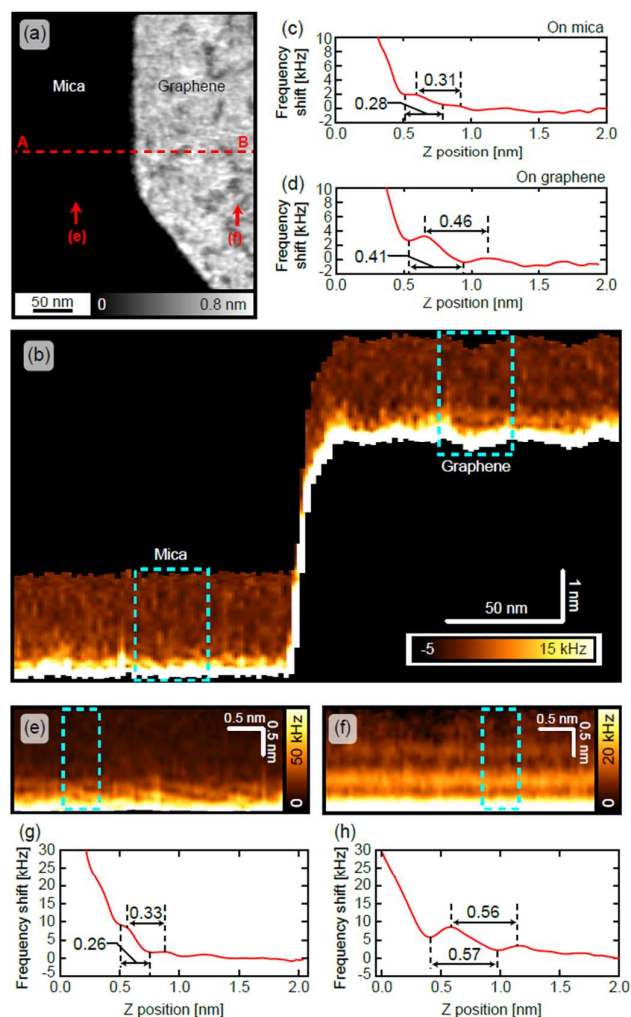 (a)
Mica
Graphene
A
B
(e)
(f)
50 nm
0
0.8 nm
(c)
On mica
Frequency
shift [kHz]
10
8
6
4
2
0
-2
0.31
0.28
0.0
0.5
1.0
1.5
2.0
Z position [nm]
(d)
On graphene
Frequency
shift [kHz]
10
8
6
4
2
0
-2
0.46
0.41
0.0
0.5
1.0
1.5
2.0
Z position [nm]
(b)
Graphene
Mica
50 nm
1 nm
-5
15 kHz
(e)
0.5 nm
0.5 nm
50 kHz
0
(f)
0.5 nm
0.5 nm
20 kHz
0
(g)
Frequency shift [kHz]
30
25
20
15
10
5
0
-5
0.33
0.26
0.0
0.5
1.0
1.5
2.0
Z position [nm]
(h)
Frequency shift [kHz]
30
25
20
15
10
5
0
-5
0.56
0.57
0.0
0.5
1.0
1.5
2.0
Z position [nm]